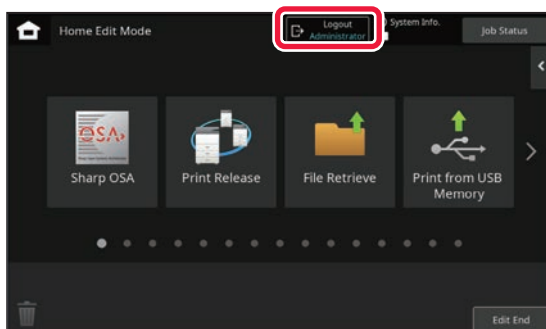 Home Edit Mode
Logout
Administrator
System Info.
Job Status
OSA
Sharp OSA
Print Release
File Retrieve
Print from USB
Memory
Edit End